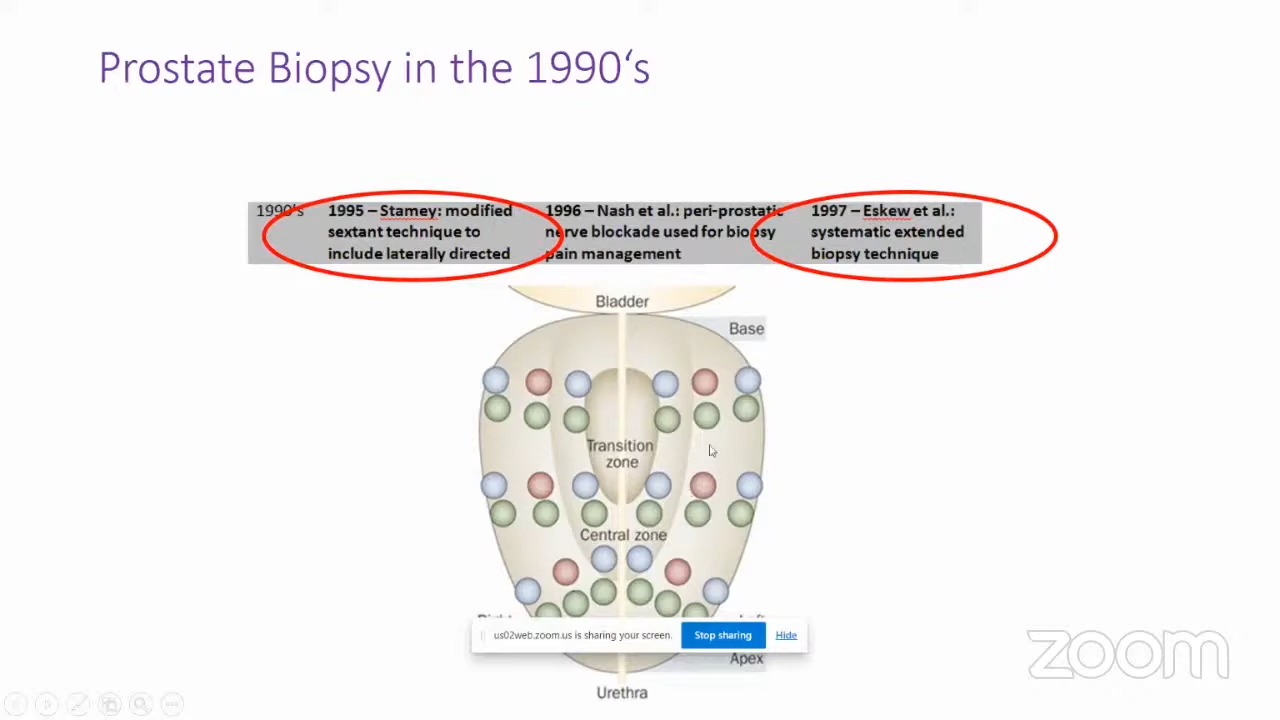 Prostate Biopsy in the 1990‘s
1990's
1995 – Stamey: modified
sextant technique to
include laterally directed
1996 – Nash et al.: peri-prostatic
nerve blockade used for biopsy
pain management
1997 – Eskew et al.:
systematic extended
biopsy technique
Bladder
Base
Transition
zone
Central zone
us02web.zoom.us is sharing your screen.
Stop sharing
Hide
Apex
Urethra
zoom